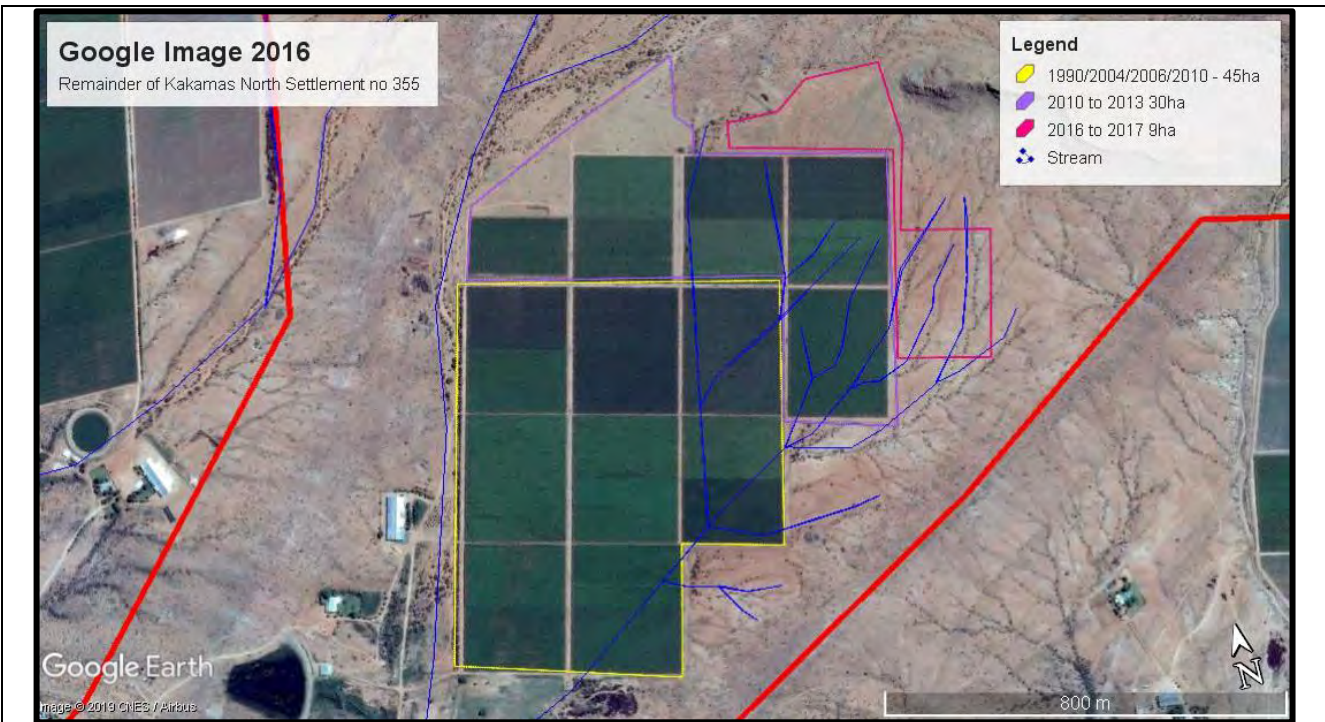 Google Image 2016
Remainder of Kakamas North Settlement no 355
Legend
1990/2004/2006/2010 - 45ha
2010 to 2013 30ha
2016 to 2017 9ha
Stream
Google Earth
Image © 2019 CNES / Airbus
N
800 m